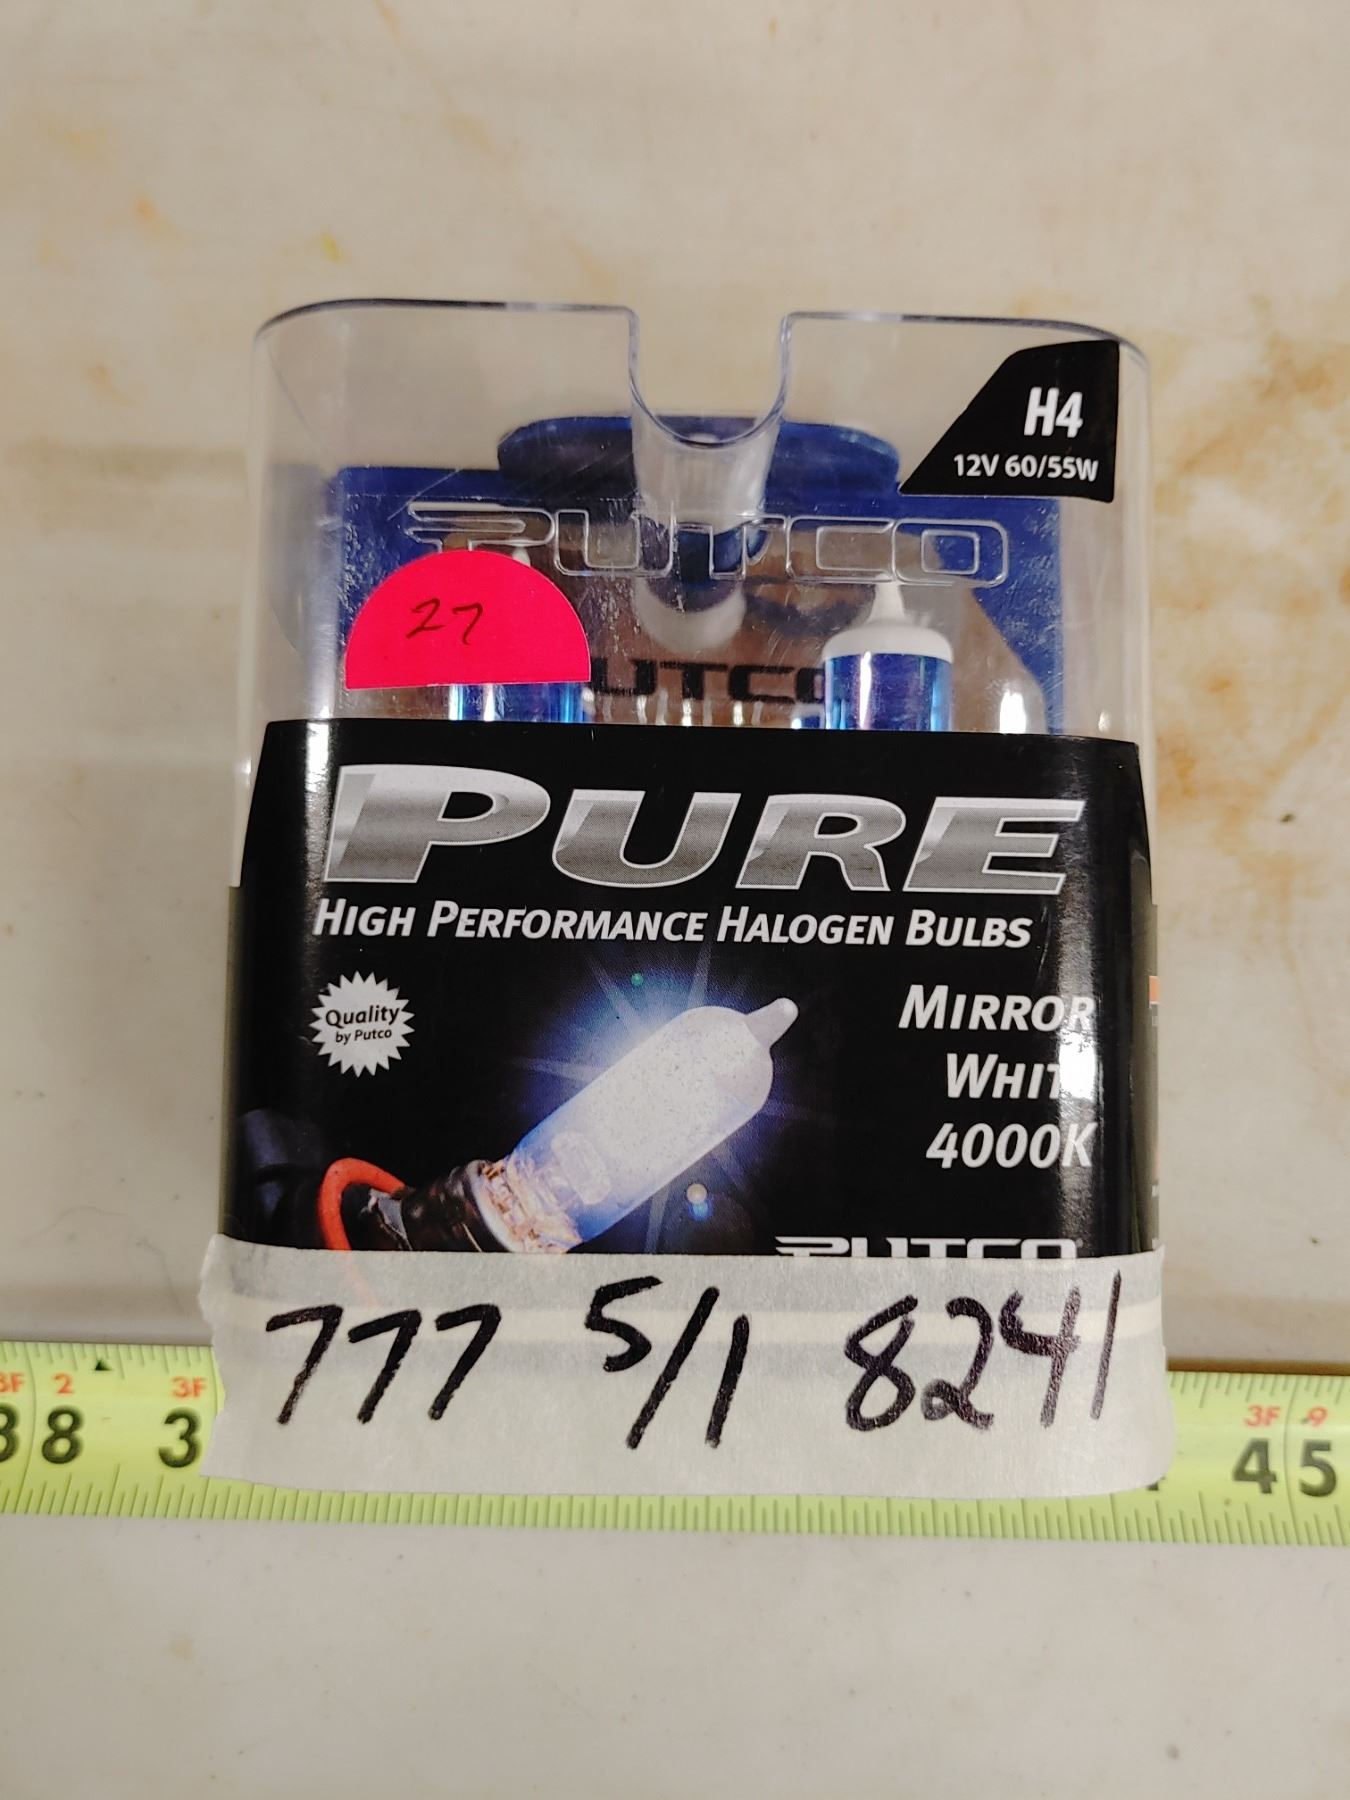 H4
12V 60/55W
PUTCO
27
PURE
HIGH PERFORMANCE HALOGEN BULBS
Quality
by Putco
MIRROR
WHITE
4000K
PUTCO
777 5/1 8241
3F 2 3F
38 3
3F 9
45